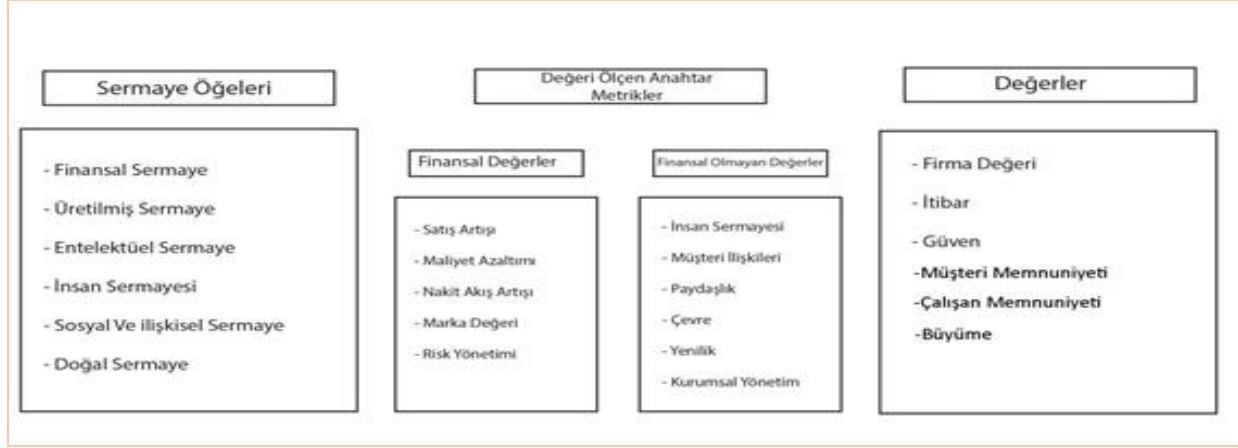 Sermaye Öğeleri
- Finansal Sermaye
- Üretilmiş Sermaye
- Entelektüel Sermaye
- İnsan Sermayesi
- Sosyal Ve ilişkisel Sermaye
- Doğal Sermaye
Değeri Ölçen Anahtar
Metrikler
Finansal Değerler
- Satış Artışı
- Maliyet Azaltımı
- Nakit Akış Artışı
- Marka Değeri
- Risk Yönetimi
Finansal Olmayan Değerler
- İnsan Sermayesi
- Müşteri İlişkileri
- Paydaşlık
- Çevre
- Yenilik
- Kurumsal Yönetim
Değerler
- Firma Değeri
- İtibar
- Güven
-Müşteri Memnuniyeti
-Çalışan Memnuniyeti
-Büyüme